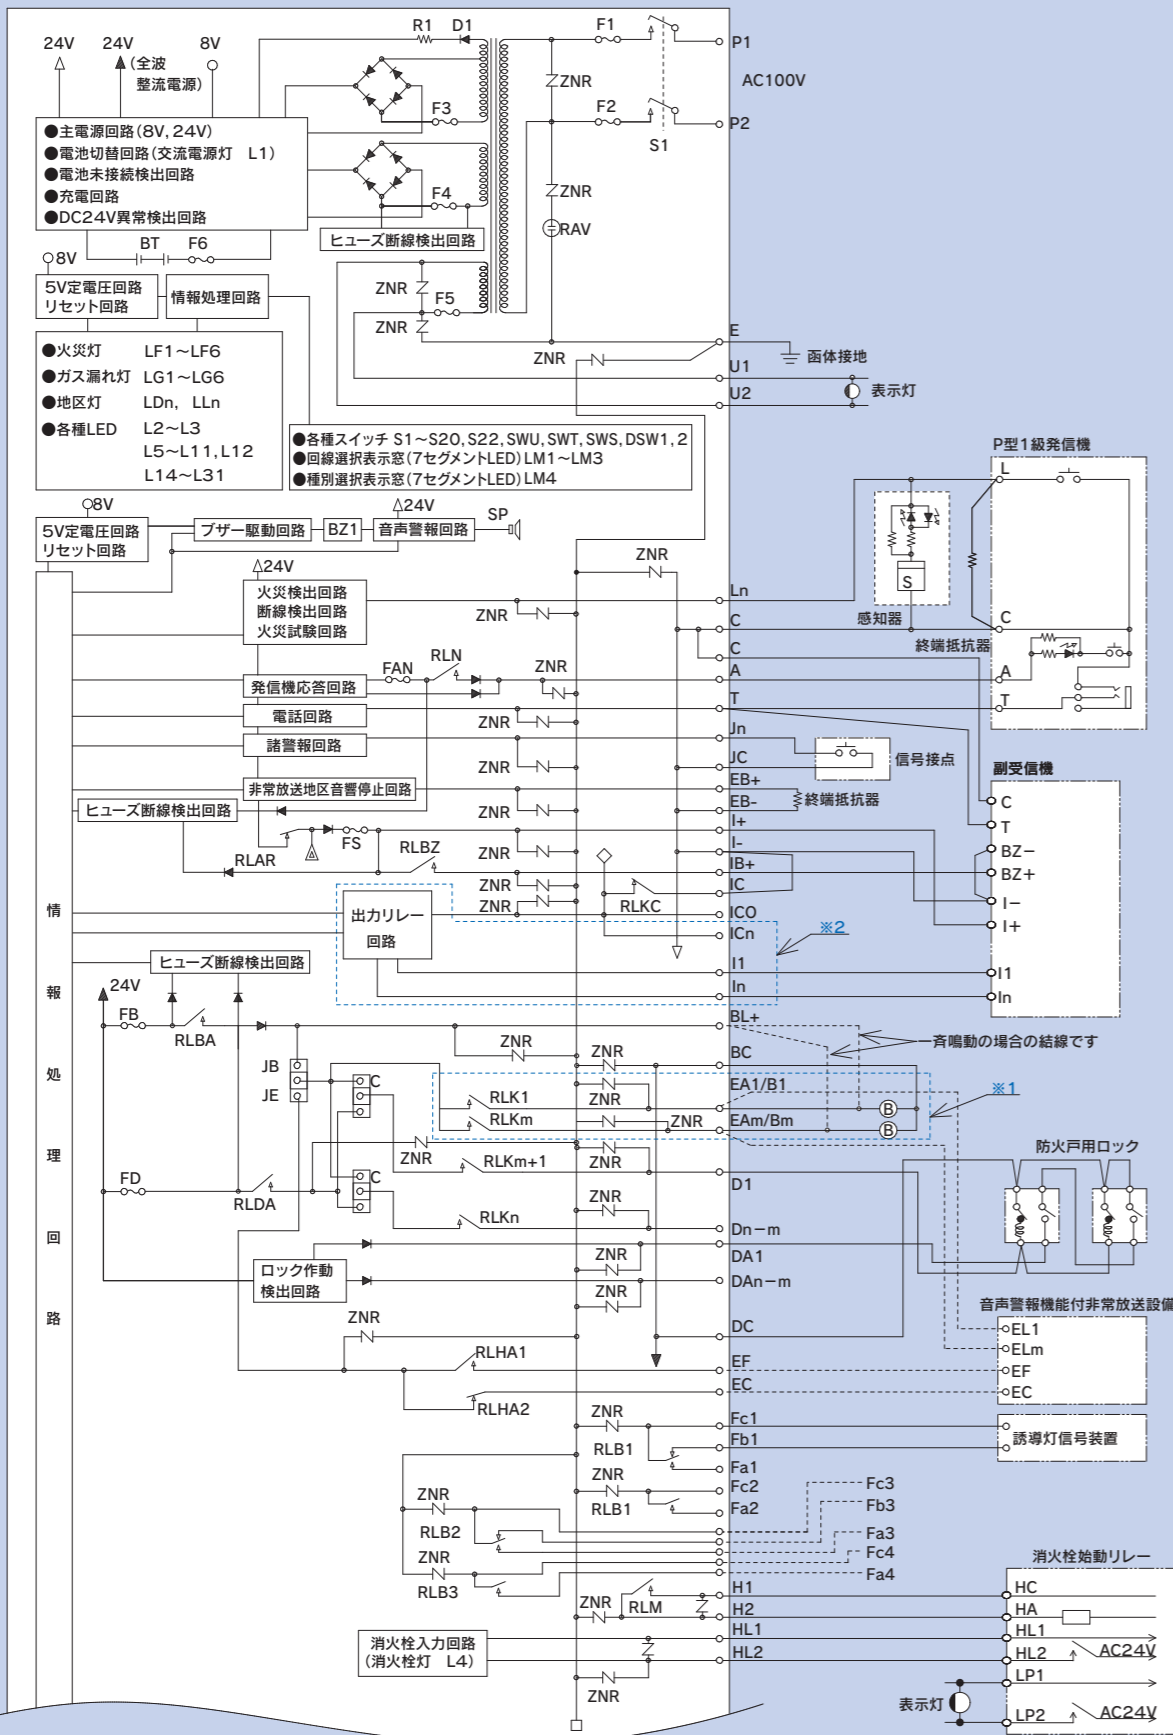 24V
24V
(全波
整流電源)
8V
R1
D1
F1
P1
ZNR
AC100V
F3
F2
P2
S1
●主電源回路(8V, 24V)
●電池切替回路(交流電源灯 L1)
●電池未接続検出回路
●充電回路
●DC24V異常検出回路
F4
ZNR
RAV
ヒューズ断線検出回路
BT
F6
8V
5V定電圧回路
リセット回路
情報処理回路
ZNR
F5
ZNR
E
ZNR
函体接地
U1
表示灯
U2
●火災灯 LF1～LF6
●ガス漏れ灯 LG1～LG6
●地区灯 LDn, LLn
●各種LED L2～L3
L5～L11, L12
L14～L31
●各種スイッチ S1～S20, S22, SWU, SWT, SWS, DSW1, 2
●回線選択表示窓(7セグメントLED) LM1～LM3
●種別選択表示窓(7セグメントLED) LM4
P型1級発信機
L
8V
5V定電圧回路
リセット回路
ブザー駆動回路
BZ1
24V
音声警報回路
SP
ZNR
S
感知器
24V
火災検出回路
断線検出回路
火災試験回路
ZNR
Ln
C
C
終端抵抗器
C
発信機応答回路
FAN
RLN
ZNR
A
A
電話回路
ZNR
T
T
諸警報回路
ZNR
Jn
JC
信号接点
非常放送地区音響停止回路
ZNR
EB+
EB-
終端抵抗器
副受信機
C
T
BZ−
BZ+
I−
I+
I1
In
ヒューズ断線検出回路
RLAR
FS
RLBZ
ZNR
I+
I-
IB+
ZNR
IC
ZNR
RLKC
出力リレー
回路
ICO
ICn
※2
I1
In
情報処理回路
ヒューズ断線検出回路
24V
FB
RLBA
BL+
ZNR
一斉鳴動の場合の結線です
JB
JE
C
ZNR
BC
ZNR
EA1/B1
※1
RLK1
B
RLKm
ZNR
EAm/Bm
B
ZNR
RLKm+1
ZNR
D1
防火戸用ロック
FD
RLDA
C
RLKn
ZNR
Dn−m
ロック作動
検出回路
ZNR
DA1
DAn−m
ZNR
ZNR
DC
音声警報機能付非常放送設備
EL1
ELm
EF
EC
RLHA1
EF
RLHA2
EC
ZNR
RLB1
Fc1
Fb1
誘導灯信号装置
Fa1
ZNR
RLB1
Fc2
Fa2
ZNR
RLB2
Fc3
Fb3
Fa3
ZNR
RLB3
Fc4
Fa4
消火栓始動リレー
ZNR
RLM
H1
H2
HL1
HL2
HC
HA
HL1
HL2
AC24V
LP1
LP2
AC24V
消火栓入力回路
(消火栓灯 L4)
ZNR
表示灯